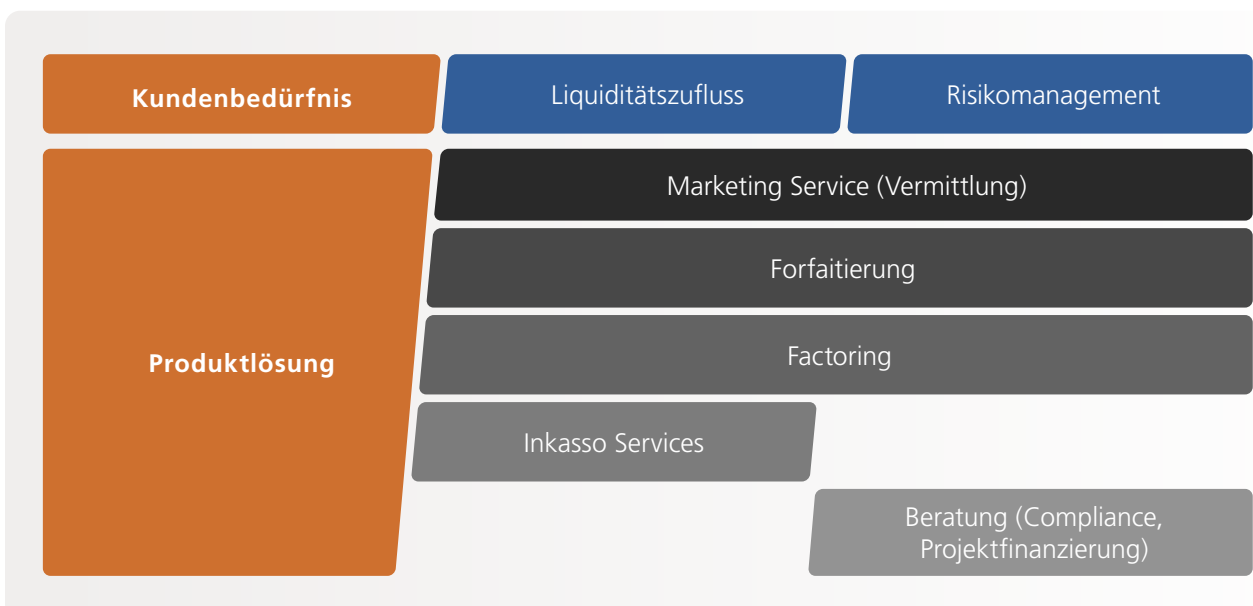 Kundenbedürfnis
Liquiditätszufluss
Risikomanagement
Marketing Service (Vermittlung)
Forfaitierung
Produktlösung
Factoring
Inkasso Services
Beratung (Compliance,
Projektfinanzierung)